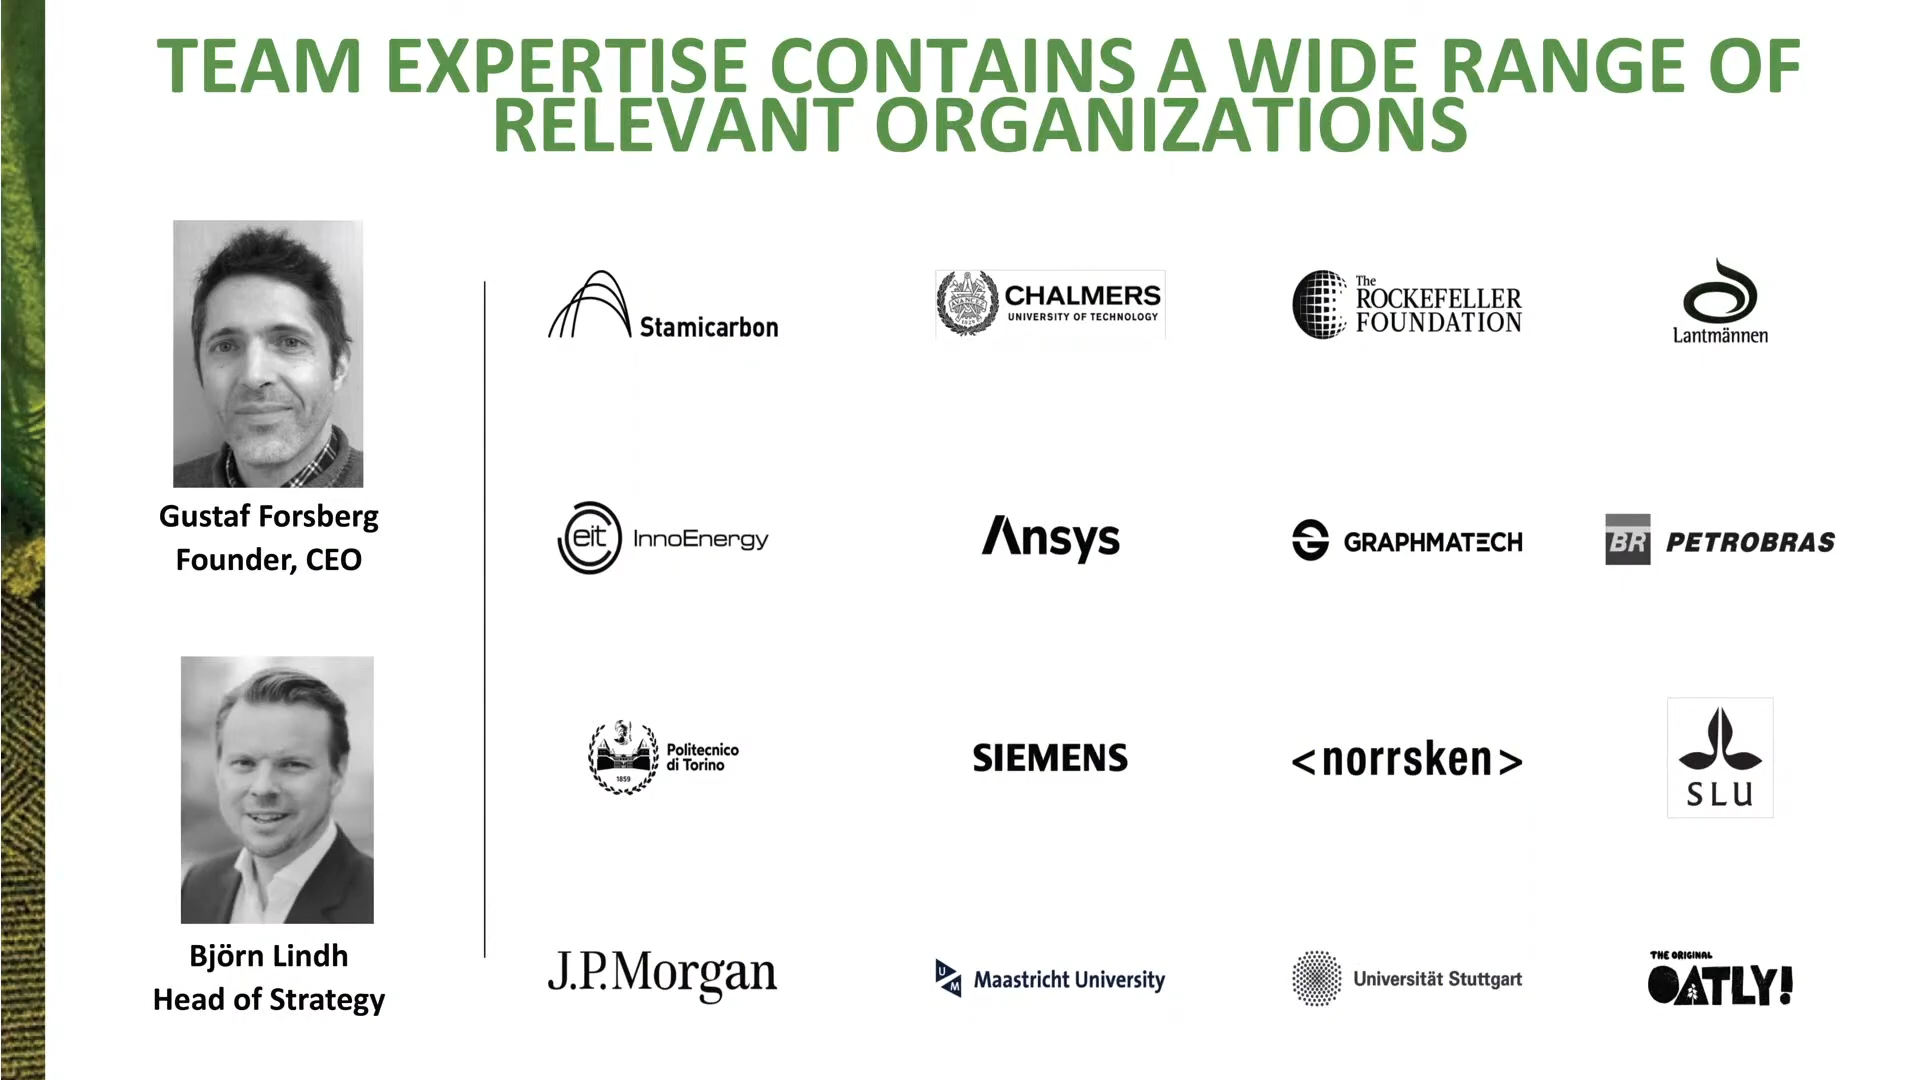 TEAM EXPERTISE CONTAINS A WIDE RANGE OF
RELEVANT ORGANIZATIONS
Gustaf Forsberg
Founder, CEO
Björn Lindh
Head of Strategy
Stamicarbon
CHALMERS
UNIVERSITY OF TECHNOLOGY
The
ROCKEFELLER
FOUNDATION
Lantmännen
eit InnoEnergy
Ansys
GRAPHMATECH
BR PETROBRAS
Politecnico
di Torino
1859
SIEMENS
<norrsken>
SLU
J.P.Morgan
UM Maastricht University
Universität Stuttgart
THE ORIGINAL
OATLY!